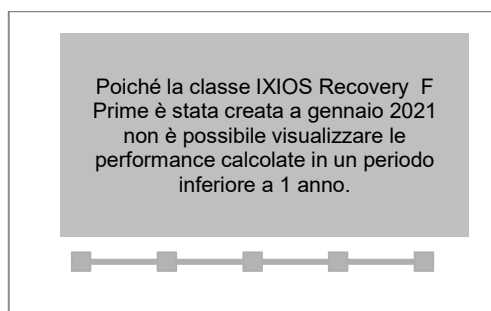 Poiché la classe IXIOS Recovery  F
Prime è stata creata a gennaio 2021
non è possibile visualizzare le
performance calcolate in un periodo
inferiore a 1 anno.